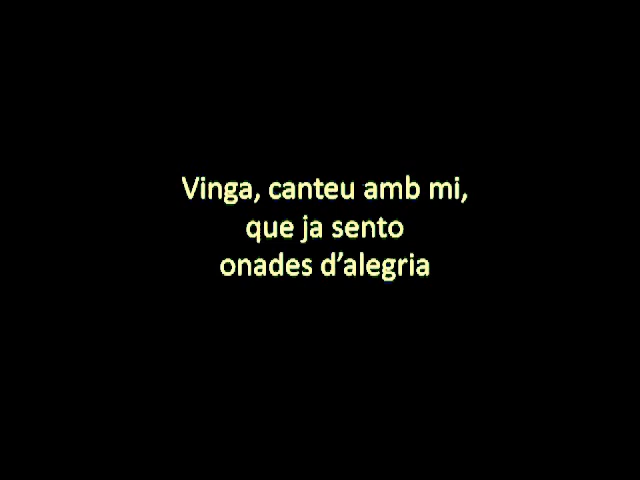 Vinga, canteu amb mi,
que ja sento
onades d’alegria